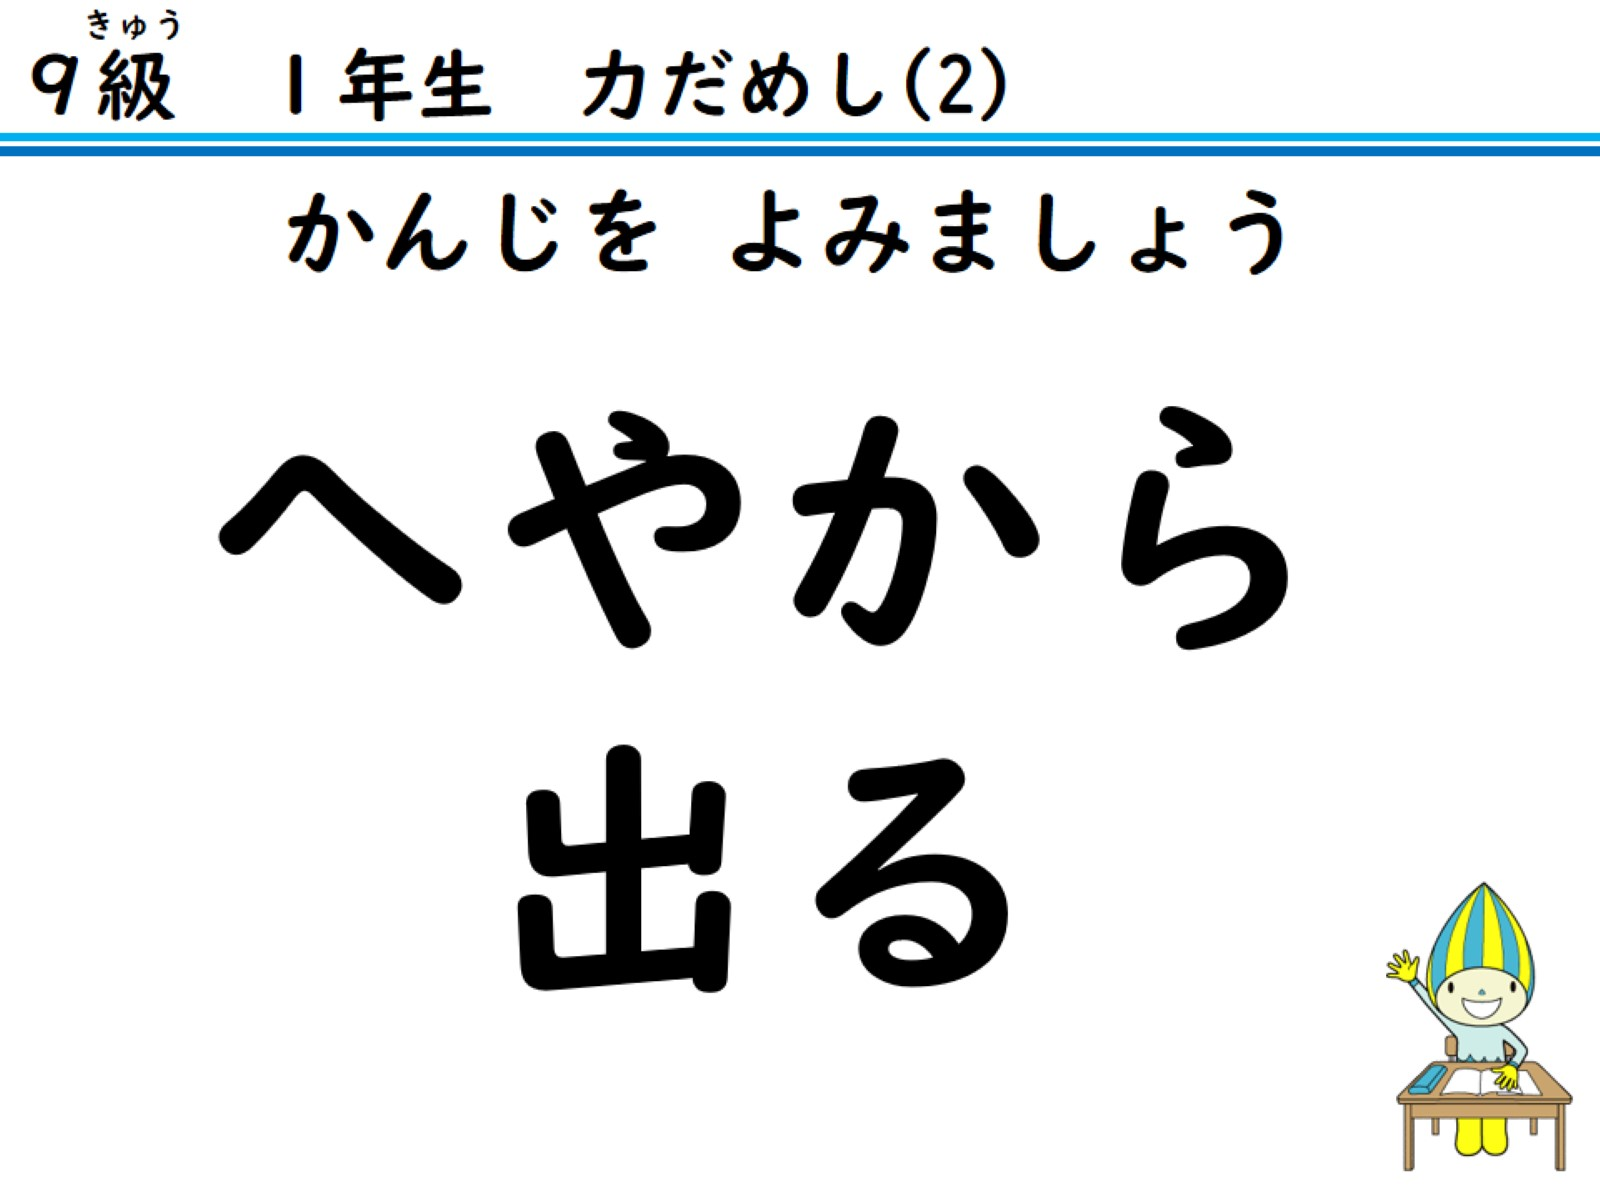 きゅう
9級　1年生　力だめし(2)
かんじを よみましょう
へやから
出る